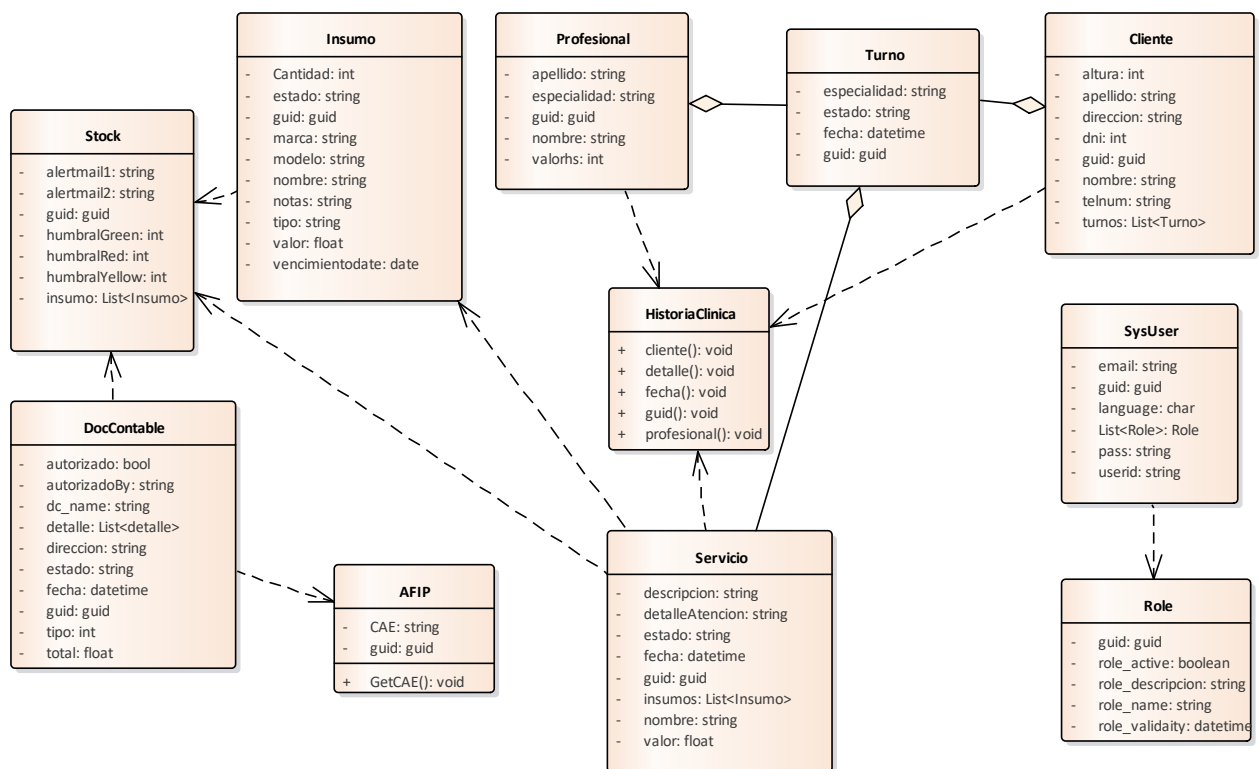 Insumo
- Cantidad: int
- estado: string
- guid: guid
- marca: string
- modelo: string
- nombre: string
- notas: string
- tipo: string
- valor: float
- vencimientodate: date
Profesional
- apellido: string
- especialidad: string
- guid: guid
- nombre: string
- valorhs: int
Turno
- especialidad: string
- estado: string
- fecha: datetime
- guid: guid
Cliente
- altura: int
- apellido: string
- direccion: string
- dni: int
- guid: guid
- nombre: string
- telnum: string
- turnos: List<Turno>
Stock
- alertmail1: string
- alertmail2: string
- guid: guid
- humbralGreen: int
- humbralRed: int
- humbralYellow: int
- insumo: List<Insumo>
HistoriaClinica
+ cliente(): void
+ detalle(): void
+ fecha(): void
+ guid(): void
+ profesional(): void
SysUser
- email: string
- guid: guid
- language: char
- List<Role>: Role
- pass: string
- userid: string
DocContable
- autorizado: bool
- autorizadoBy: string
- dc_name: string
- detalle: List<detalle>
- direccion: string
- estado: string
- fecha: datetime
- guid: guid
- tipo: int
- total: float
AFIP
- CAE: string
- guid: guid
+ GetCAE(): void
Servicio
- descripcion: string
- detalleAtencion: string
- estado: string
- fecha: datetime
- guid: guid
- insumos: List<Insumo>
- nombre: string
- valor: float
Role
- guid: guid
- role_active: boolean
- role_descripcion: string
- role_name: string
- role_validaity: datetime